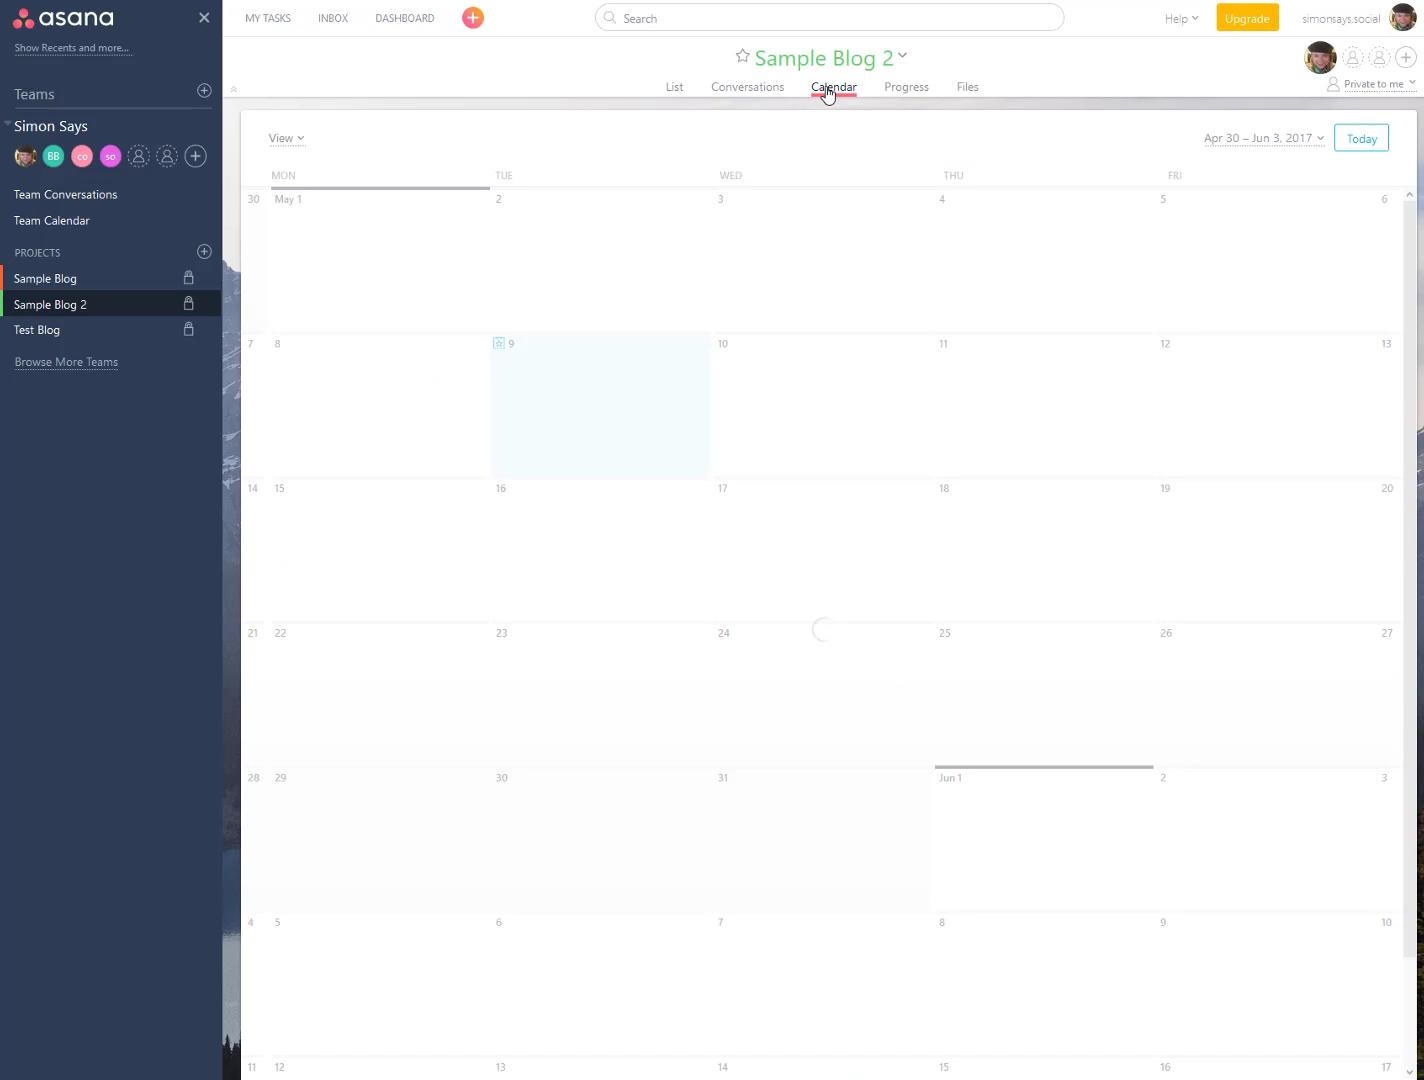 asana
Show Recents and more...
Teams
Simon Says
BB co so
Team Conversations
Team Calendar
PROJECTS
Sample Blog
Sample Blog 2
Test Blog
Browse More Teams
MY TASKS INBOX DASHBOARD Search Help Upgrade simonsays.social
Sample Blog 2
List Conversations Calendar Progress Files Private to me
View Apr 30 – Jun 3, 2017 Today
MON TUE WED THU FRI
30 May 1 2 3 4 5 6
7 8 9 10 11 12 13
14 15 16 17 18 19 20
21 22 23 24 25 26 27
28 29 30 31 Jun 1 2 3
4 5 6 7 8 9 10
11 12 13 14 15 16 17